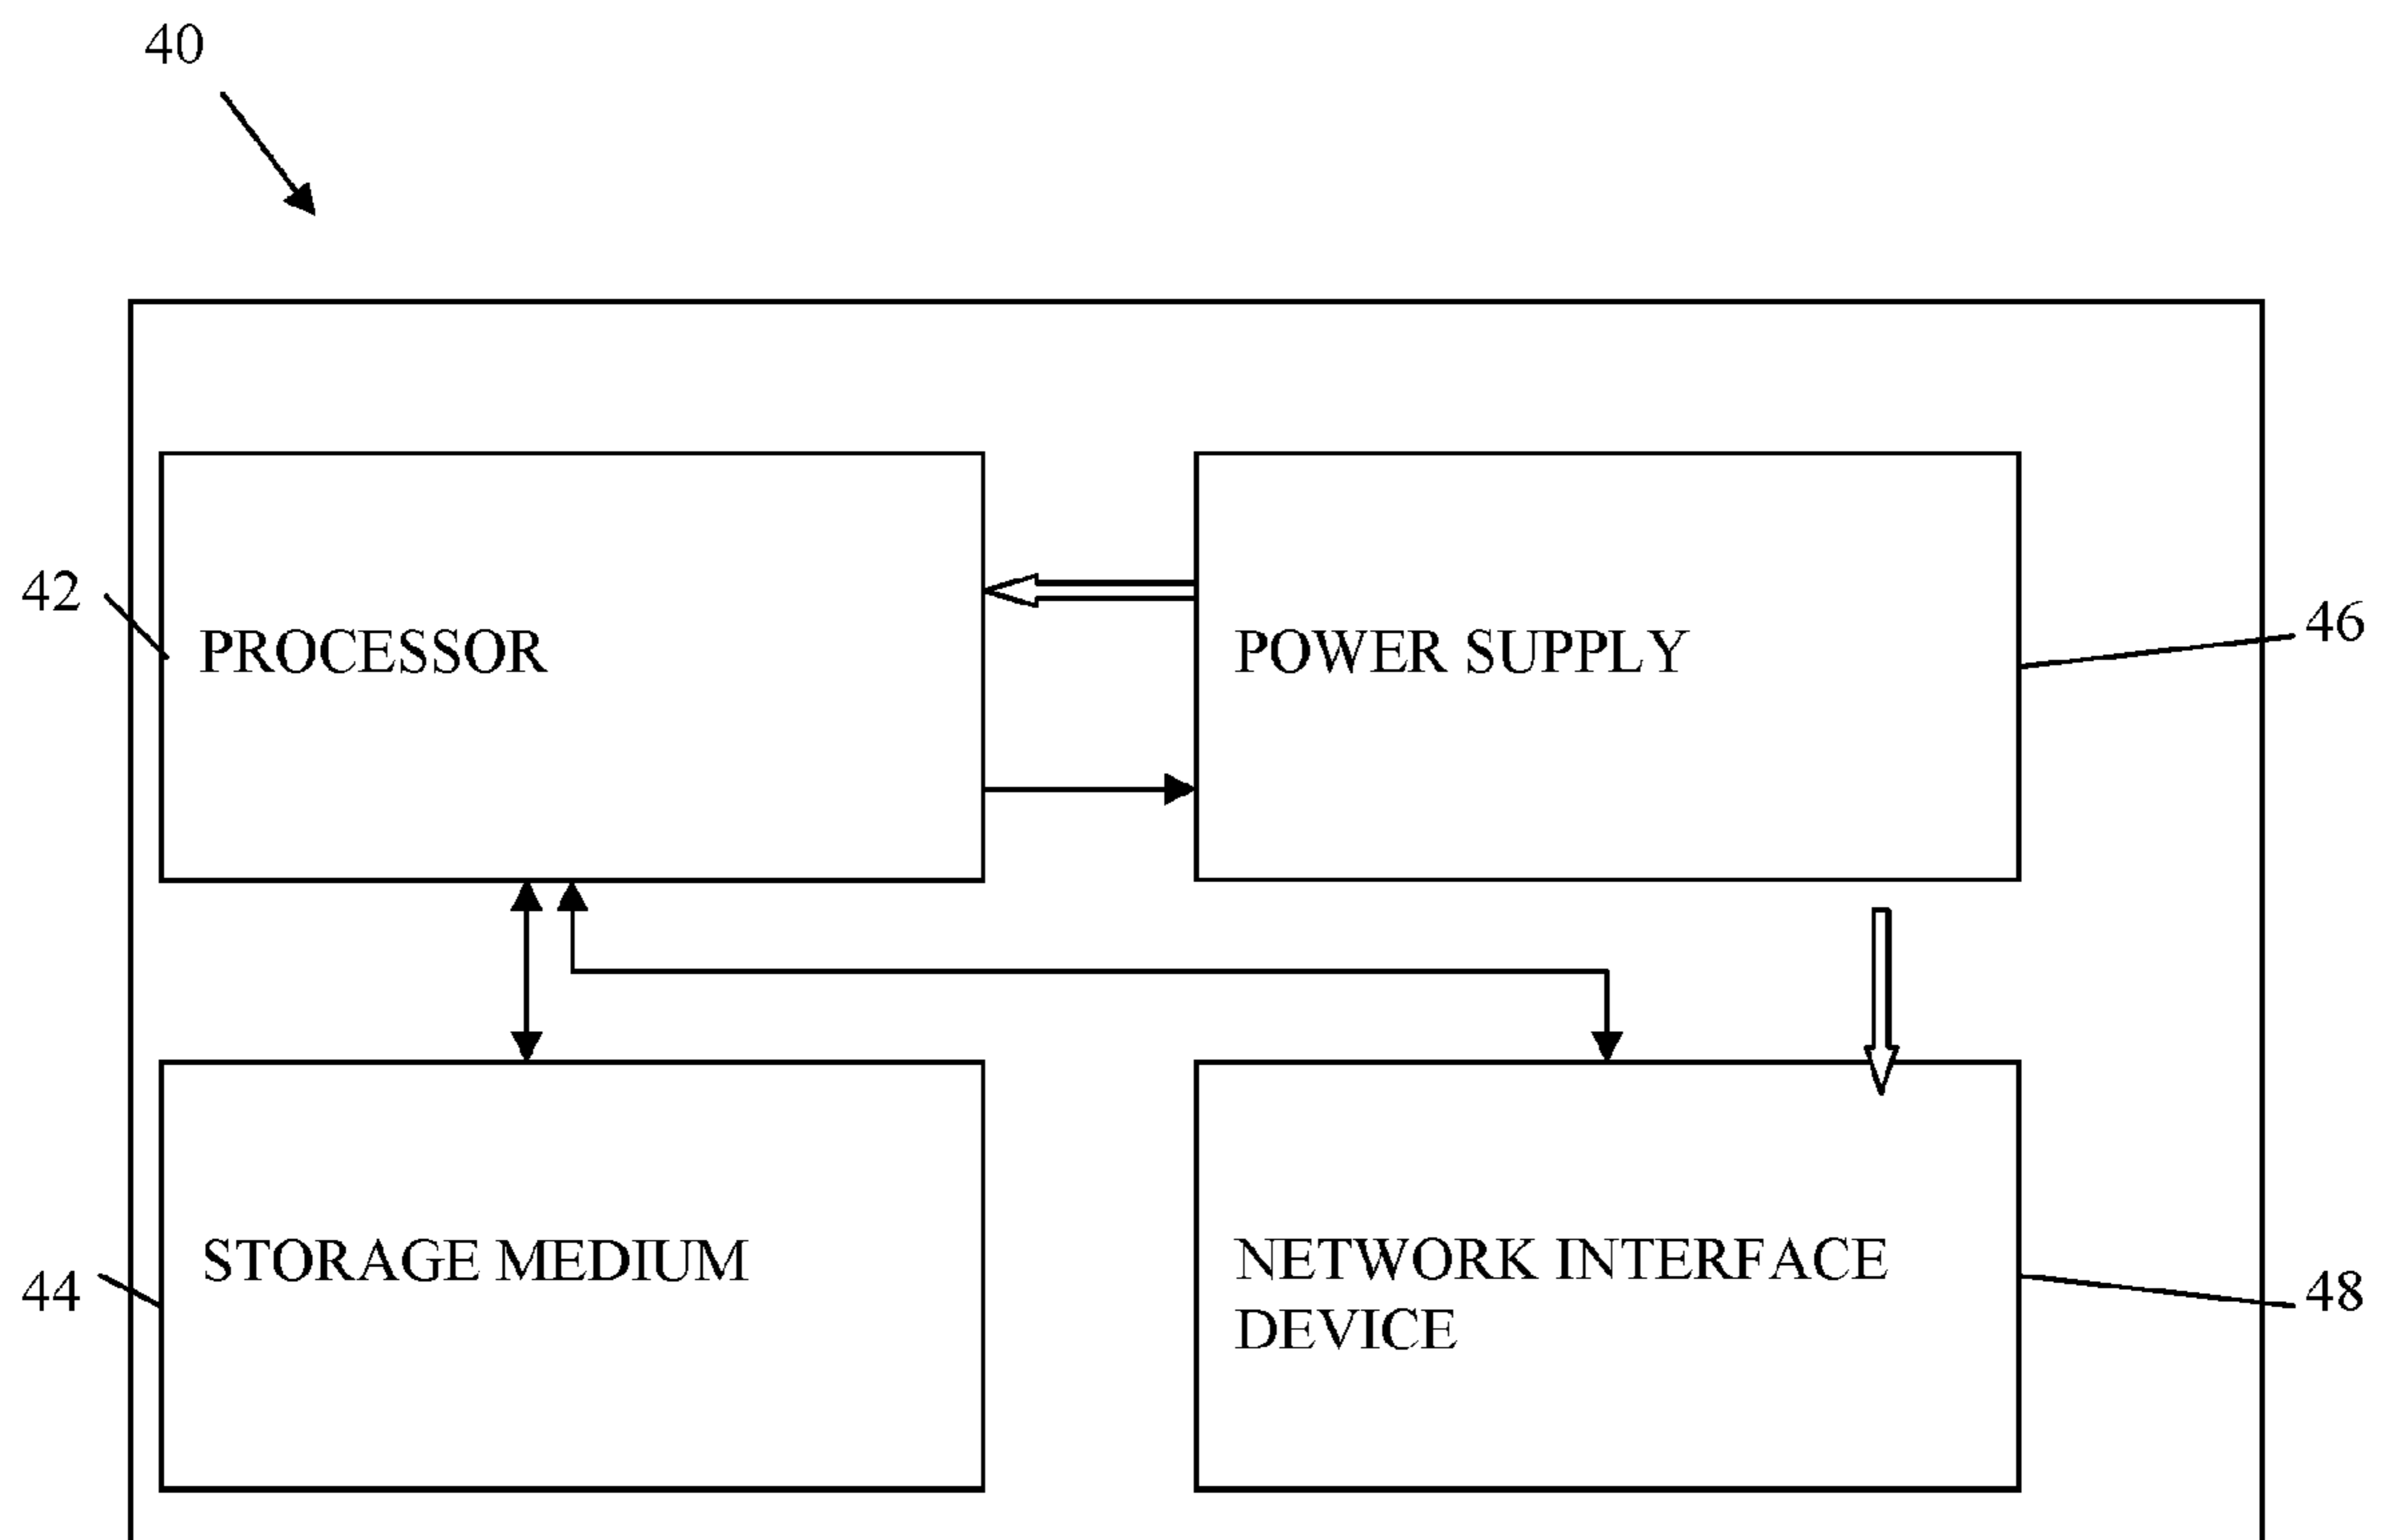 40
42
PROCESSOR
POWER SUPPLY
46
44
STORAGE MEDIUM
NETWORK INTERFACE
DEVICE
48